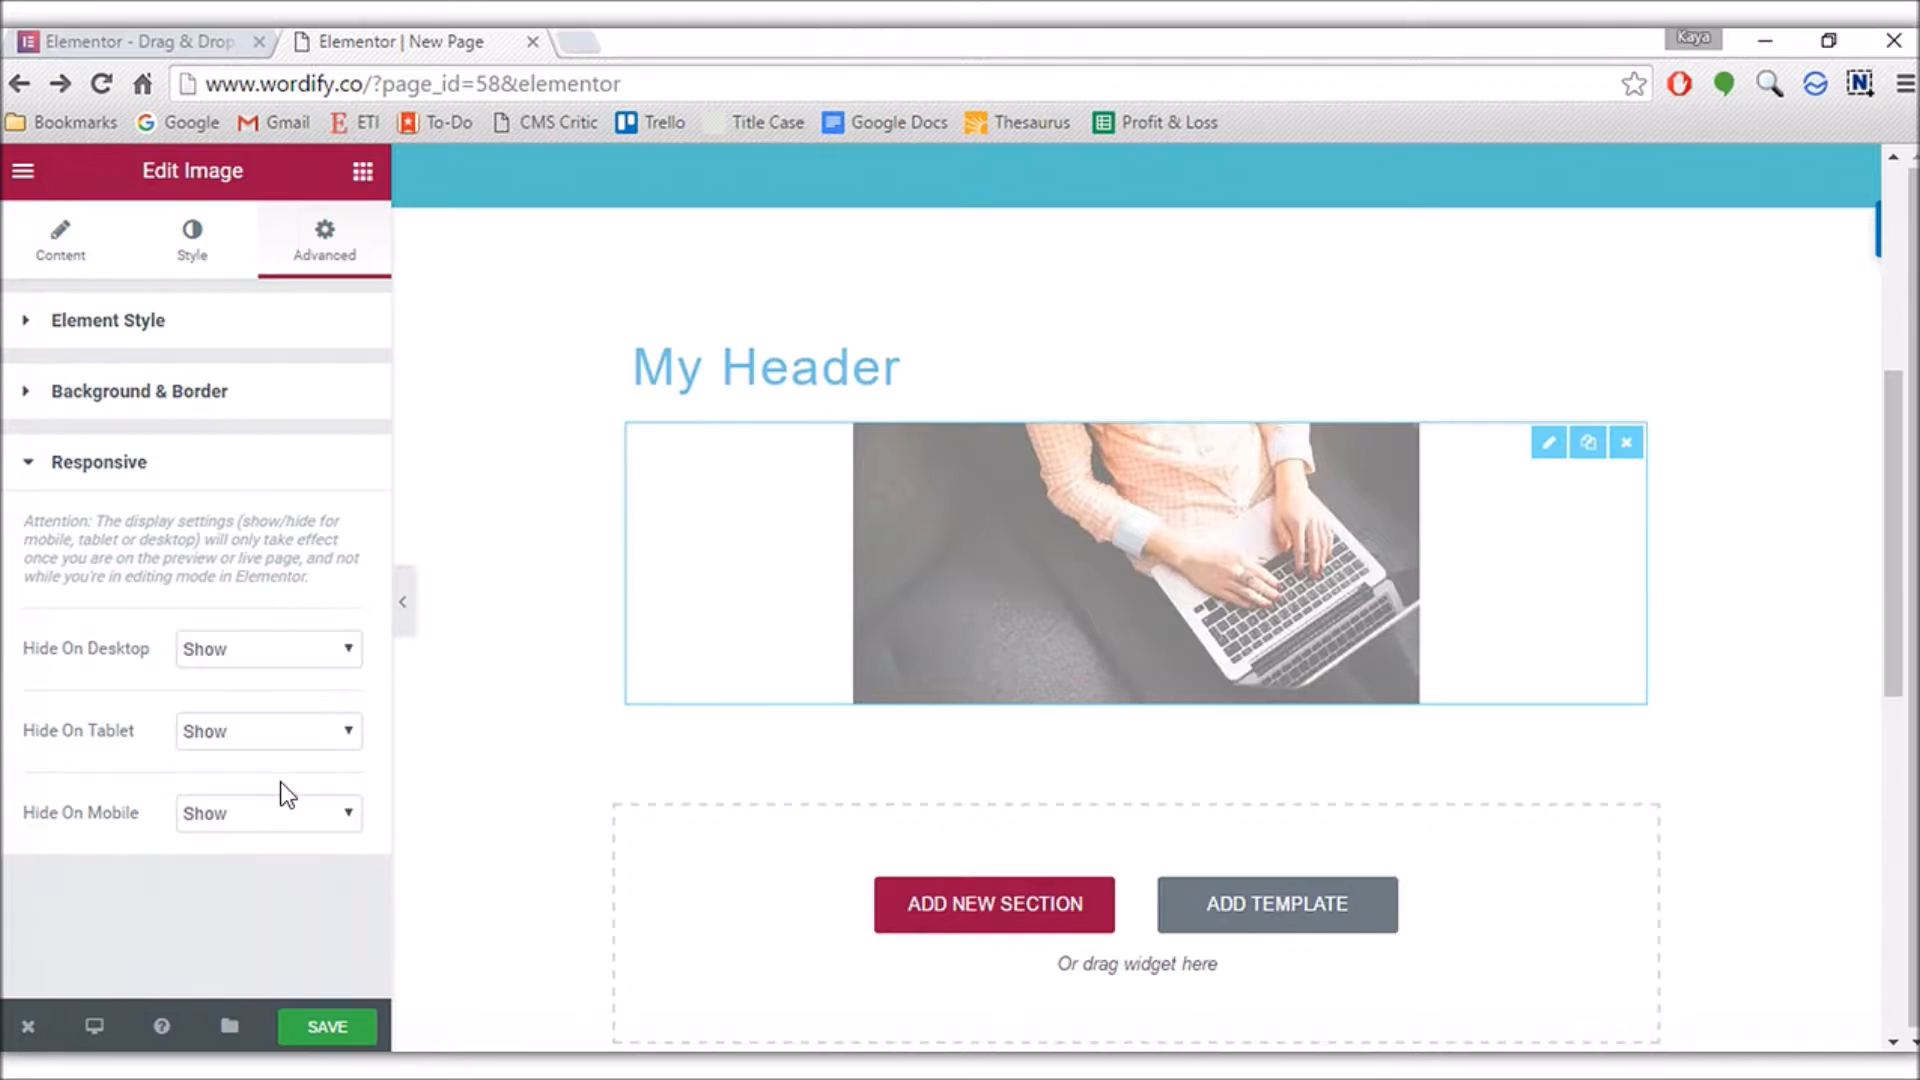 Elementor - Drag & Drop
Elementor | New Page
Kaya
www.wordify.co/?page_id=58&elementor
Bookmarks
Google
Gmail
ETI
To-Do
CMS Critic
Trello
Title Case
Google Docs
Thesaurus
Profit & Loss
Edit Image
Content
Style
Advanced
Element Style
Background & Border
Responsive
Attention: The display settings (show/hide for
mobile, tablet or desktop) will only take effect
once you are on the preview or live page, and not
while you're in editing mode in Elementor.
Hide On Desktop
Show
Hide On Tablet
Show
Hide On Mobile
Show
SAVE
My Header
ADD NEW SECTION
ADD TEMPLATE
Or drag widget here